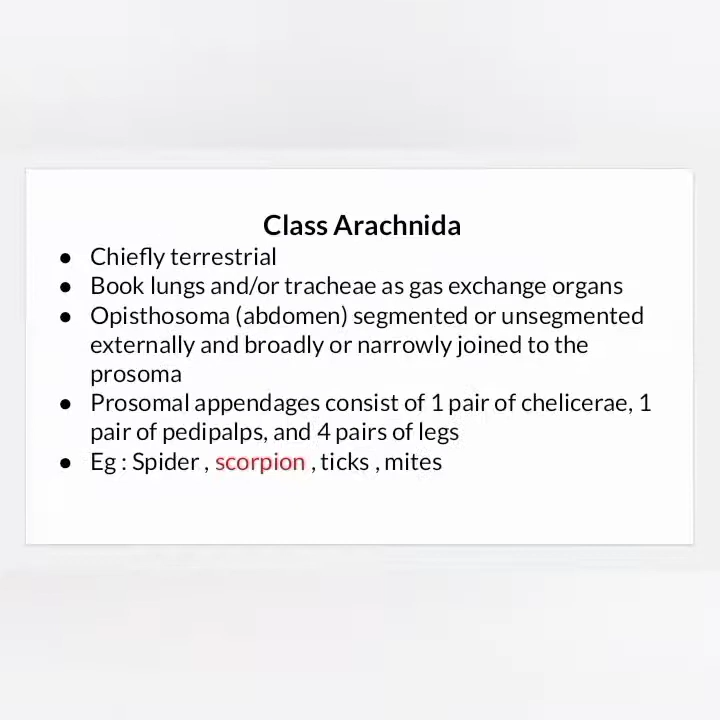 Class Arachnida
● Chiefly terrestrial
● Book lungs and/or tracheae as gas exchange organs
● Opisthosoma (abdomen) segmented or unsegmented
externally and broadly or narrowly joined to the
prosoma
● Prosomal appendages consist of 1 pair of chelicerae, 1
pair of pedipalps, and 4 pairs of legs
● Eg : Spider , scorpion , ticks , mites